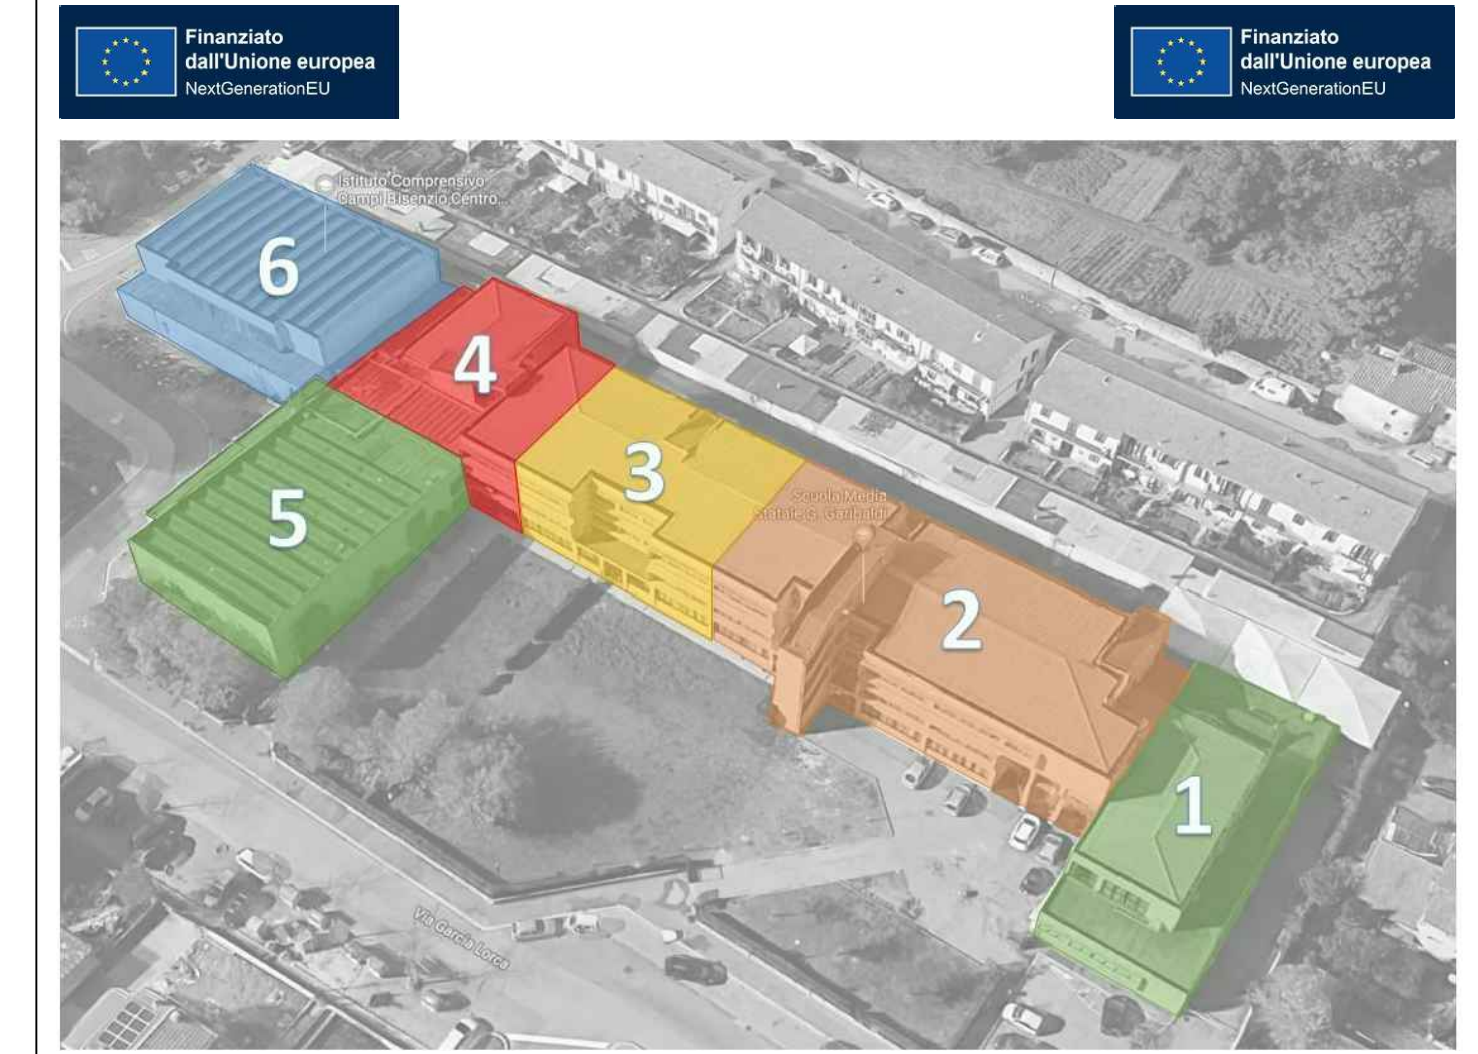 Finanziato
dall'Unione europea
NextGenerationEU
Finanziato
dall'Unione europea
NextGenerationEU
Istituto Comprensivo
Campi Bisenzio Centro...
6
4
5
3
Scuola Media
Statale G. Garibaldi
2
1
Via Garcia Lorca